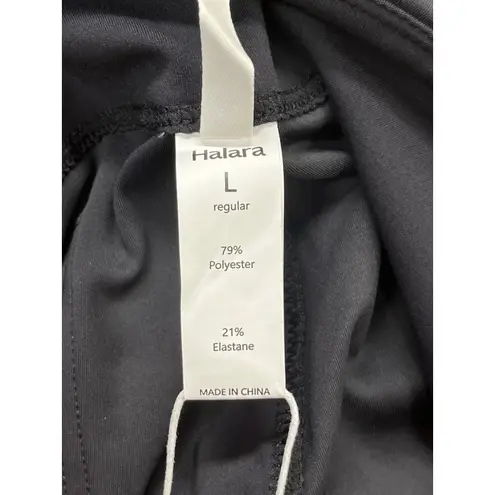 Halara
L
regular
79%
Polyester
21%
Elastane
MADE IN CHINA